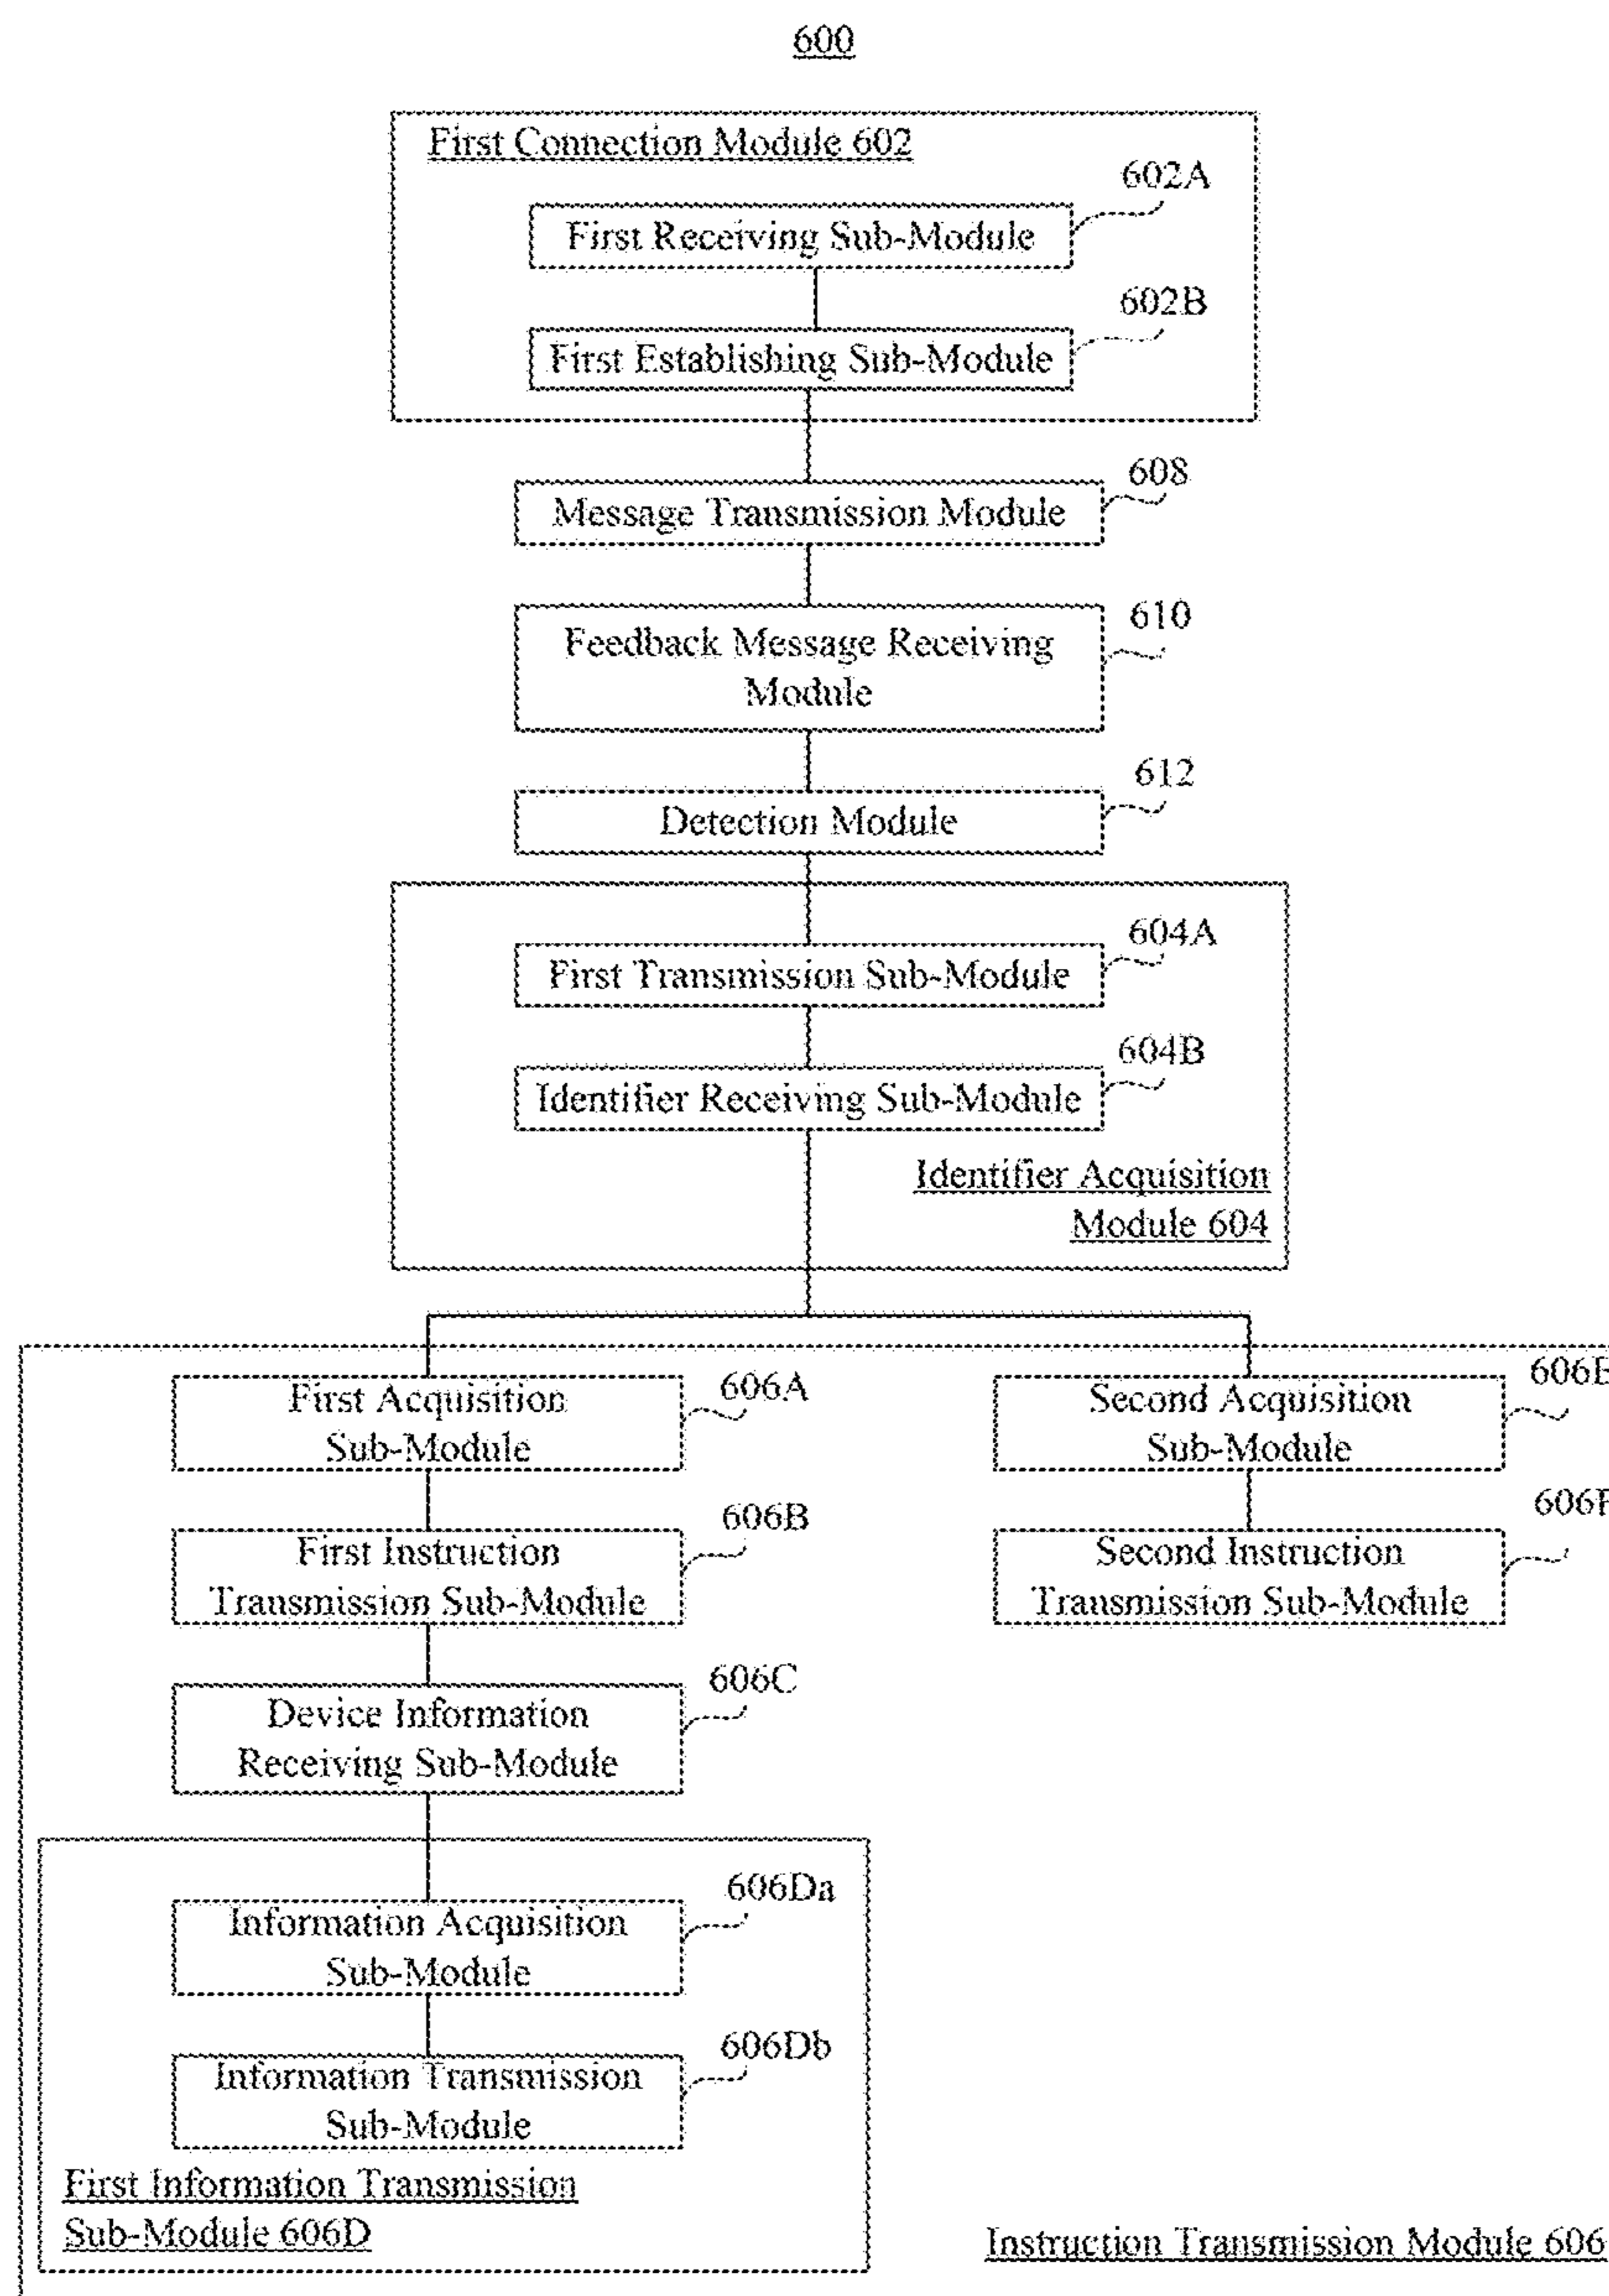 600
First Connection Module 602
602A
First Receiving Sub-Module
602B
First Establishing Sub-Module
608
Message Transmission Module
610
Feedback Message Receiving
Module
612
Detection Module
604A
First Transmission Sub-Module
604B
Identifier Receiving Sub-Module
Identifier Acquisition
Module 604
First Acquisition
Sub-Module
606A
Second Acquisition
Sub-Module
606E
First Instruction
Transmission Sub-Module
606B
Second Instruction
Transmission Sub-Module
606F
Device Information
Receiving Sub-Module
606C
Information Acquisition
Sub-Module
606Da
Information Transmission
Sub-Module
606Db
First Information Transmission
Sub-Module 606D
Instruction Transmission Module 606